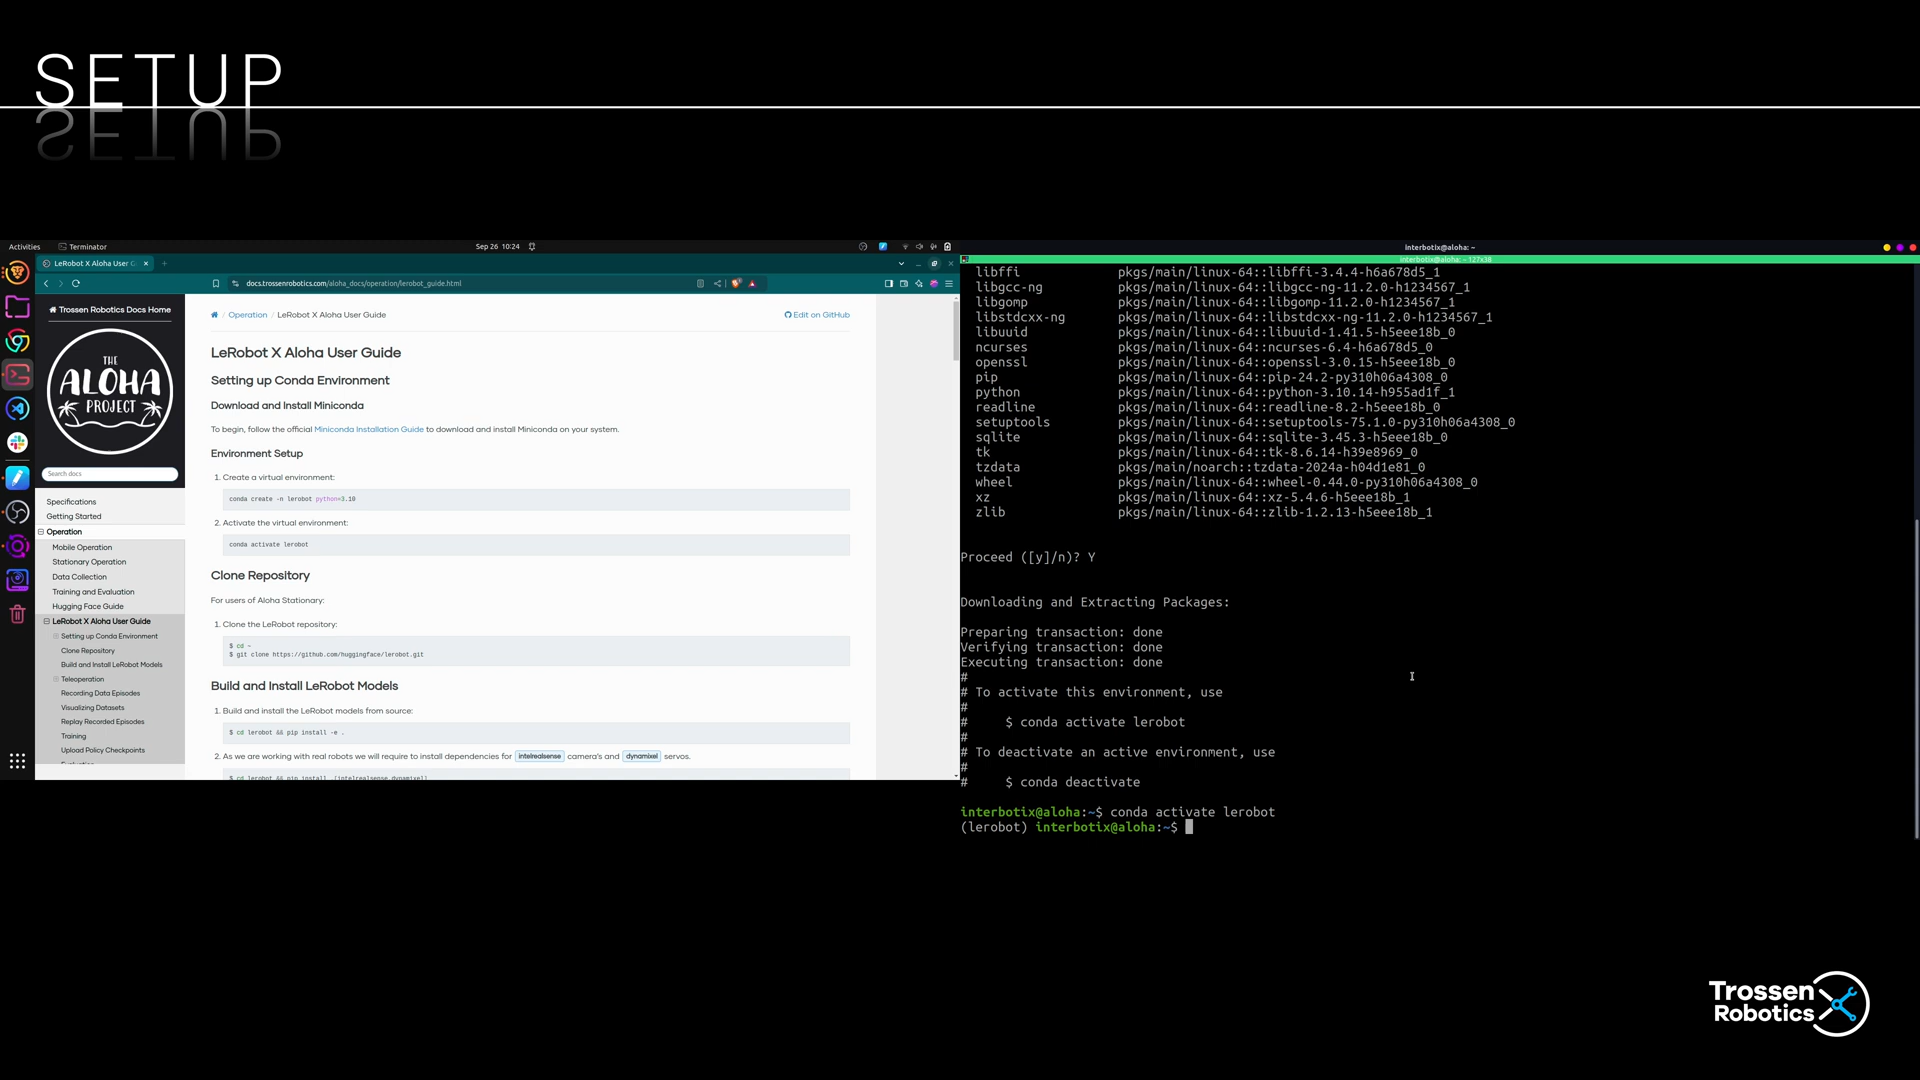 SETUP
Activities
Terminator
Sep 26 10:24
LeRobot X Aloha User G
docs.trossenrobotics.com/aloha_docs/operation/lerobot_guide.html
Trossen Robotics Docs Home
THE
ALOHA
PROJECT
Search docs
Specifications
Getting Started
Operation
Mobile Operation
Stationary Operation
Data Collection
Training and Evaluation
Hugging Face Guide
LeRobot X Aloha User Guide
Setting up Conda Environment
Clone Repository
Build and Install LeRobot Models
Teleoperation
Recording Data Episodes
Visualizing Datasets
Replay Recorded Episodes
Training
Upload Policy Checkpoints
/ Operation / LeRobot X Aloha User Guide
Edit on GitHub
LeRobot X Aloha User Guide
Setting up Conda Environment
Download and Install Miniconda
To begin, follow the official Miniconda Installation Guide to download and install Miniconda on your system.
Environment Setup
1. Create a virtual environment:
conda create -n lerobot python=3.10
2. Activate the virtual environment:
conda activate lerobot
Clone Repository
For users of Aloha Stationary:
1. Clone the LeRobot repository:
$ cd ~
$ git clone https://github.com/huggingface/lerobot.git
Build and Install LeRobot Models
1. Build and install the LeRobot models from source:
$ cd lerobot && pip install -e .
2. As we are working with real robots we will require to install dependencies for intelrealsense camera's and dynamixel servos.
$ cd lerobot && pip install .[intelrealsense,dynamixel]
interbotix@aloha: ~
interbotix@aloha: ~ 127x38
libffi pkgs/main/linux-64::libffi-3.4.4-h6a678d5_1
libgcc-ng pkgs/main/linux-64::libgcc-ng-11.2.0-h1234567_1
libgomp pkgs/main/linux-64::libgomp-11.2.0-h1234567_1
libstdcxx-ng pkgs/main/linux-64::libstdcxx-ng-11.2.0-h1234567_1
libuuid pkgs/main/linux-64::libuuid-1.41.5-h5eee18b_0
ncurses pkgs/main/linux-64::ncurses-6.4-h6a678d5_0
openssl pkgs/main/linux-64::openssl-3.0.15-h5eee18b_0
pip pkgs/main/linux-64::pip-24.2-py310h06a4308_0
python pkgs/main/linux-64::python-3.10.14-h955ad1f_1
readline pkgs/main/linux-64::readline-8.2-h5eee18b_0
setuptools pkgs/main/linux-64::setuptools-75.1.0-py310h06a4308_0
sqlite pkgs/main/linux-64::sqlite-3.45.3-h5eee18b_0
tk pkgs/main/linux-64::tk-8.6.14-h39e8969_0
tzdata pkgs/main/noarch::tzdata-2024a-h04d1e81_0
wheel pkgs/main/linux-64::wheel-0.44.0-py310h06a4308_0
xz pkgs/main/linux-64::xz-5.4.6-h5eee18b_1
zlib pkgs/main/linux-64::zlib-1.2.13-h5eee18b_1
Proceed ([y]/n)? Y
Downloading and Extracting Packages:
Preparing transaction: done
Verifying transaction: done
Executing transaction: done
#
# To activate this environment, use
#
# $ conda activate lerobot
#
# To deactivate an active environment, use
#
# $ conda deactivate
interbotix@aloha:~$ conda activate lerobot
(lerobot) interbotix@aloha:~$
Trossen
Robotics